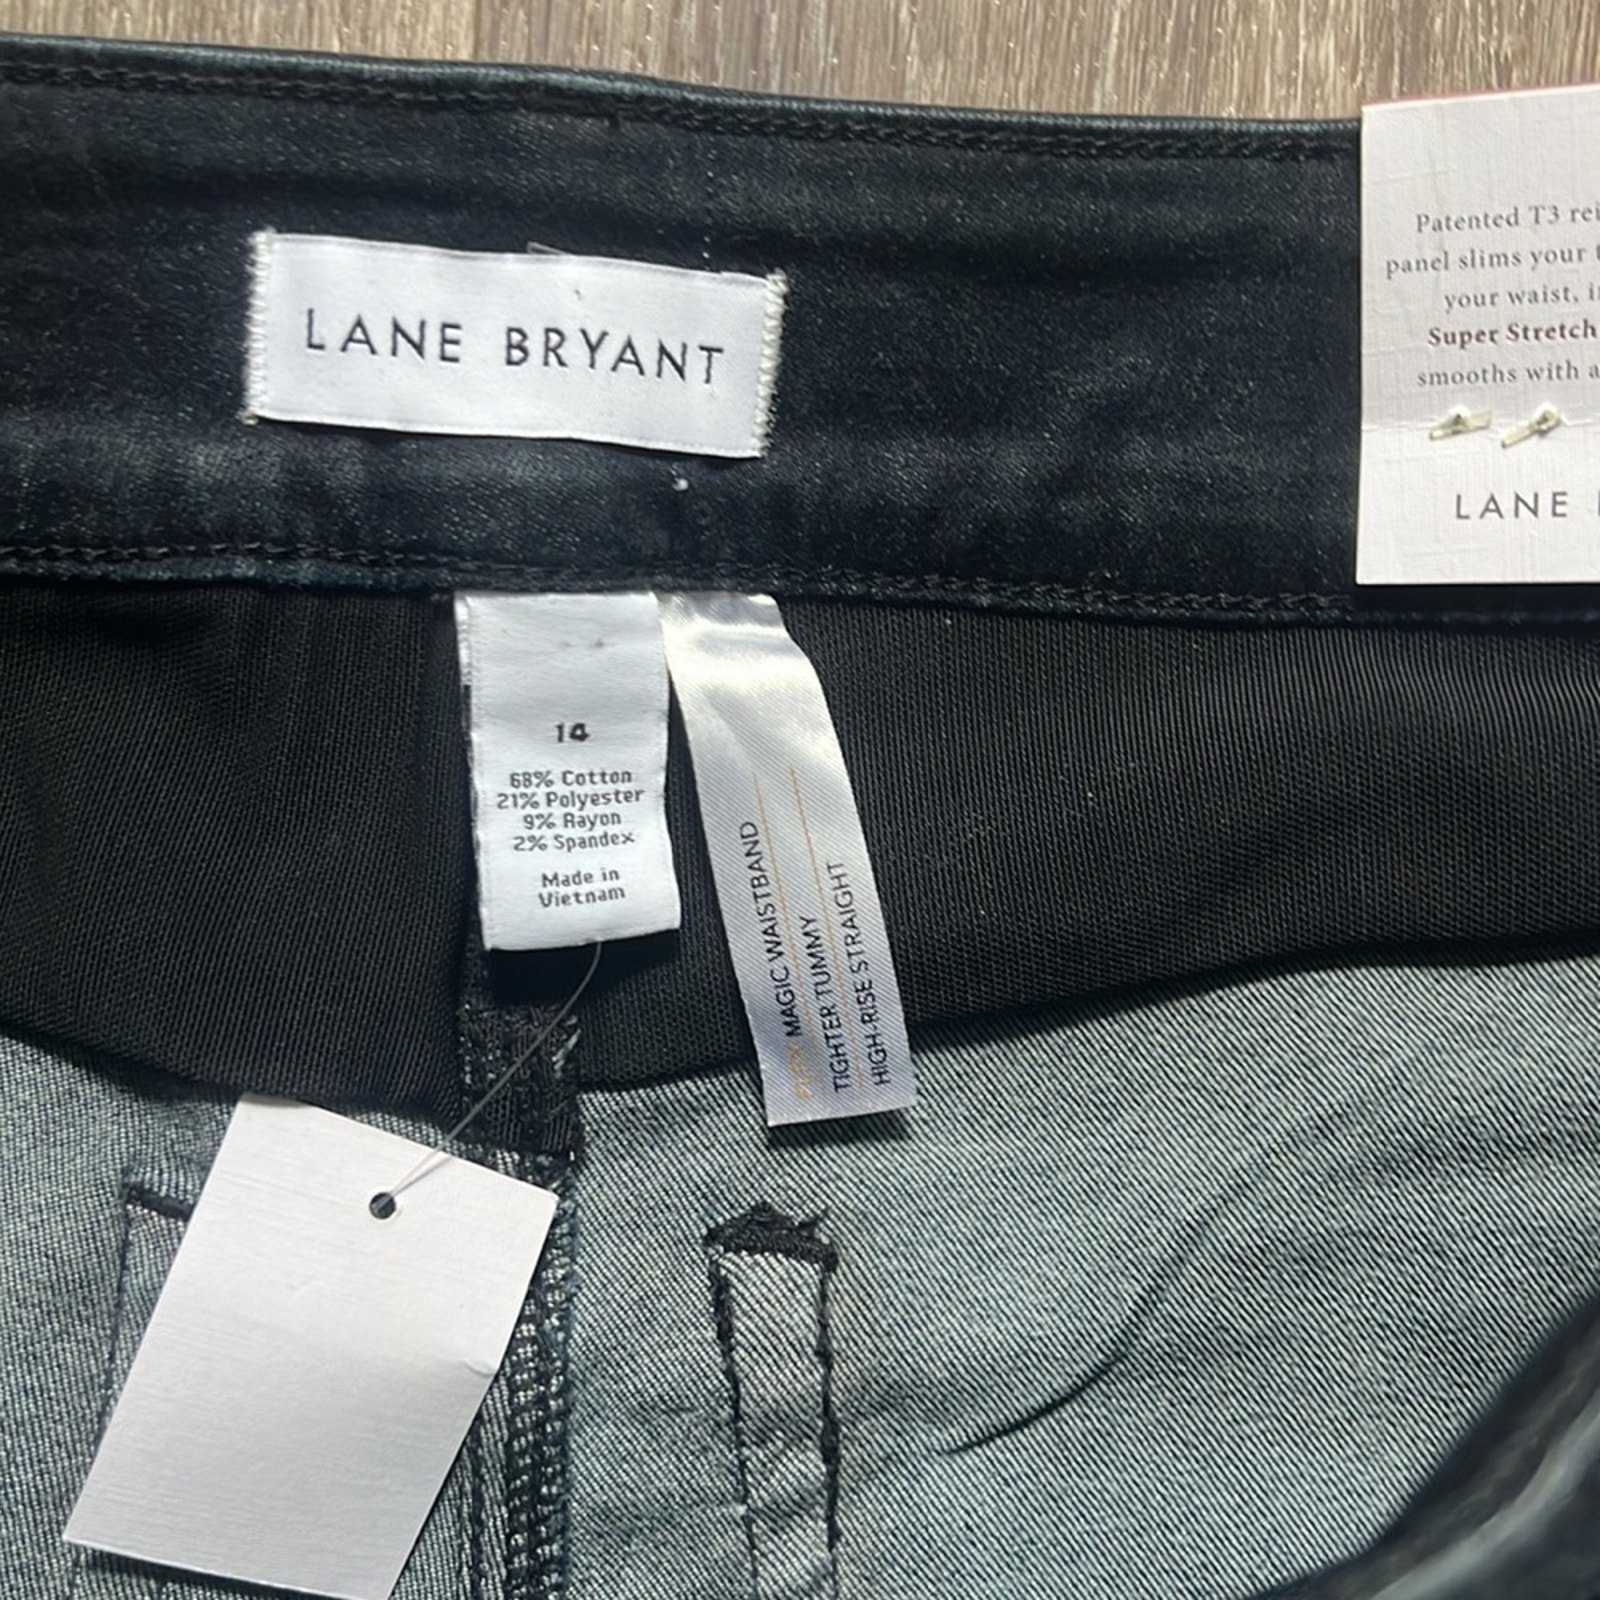 LANE BRYANT
Patented T3
panel slims your
your waist,
Super Stretch
smooths with
LANE
14
68% Cotton
21% Polyester
9% Rayon
2% Spandex
Made in
Vietnam
MAGIC WAISTBAND
TIGHTER TUMMY
HIGH-RISE STRAIGHT